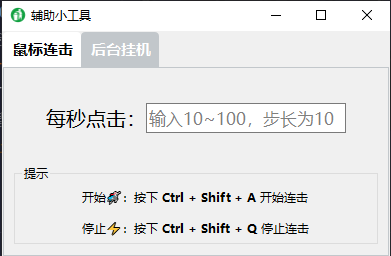 辅助小工具
鼠标连击 后台挂机
每秒点击： 输入10~100，步长为10
提示
开始🚀：按下 Ctrl + Shift + A 开始连击
停止⚡：按下 Ctrl + Shift + Q 停止连击